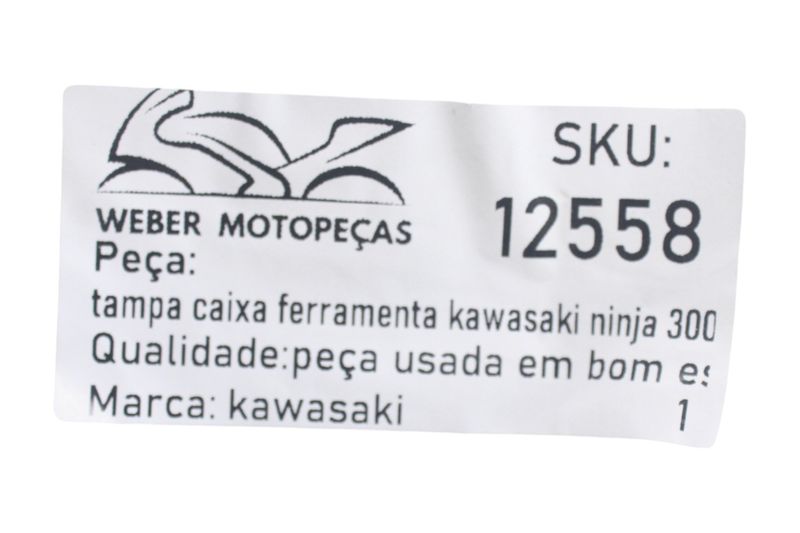 WEBER MOTOPEÇAS
SKU:
12558
Peça:
tampa caixa ferramenta kawasaki ninja 300
Qualidade:peça usada em bom
Marca: kawasaki
1